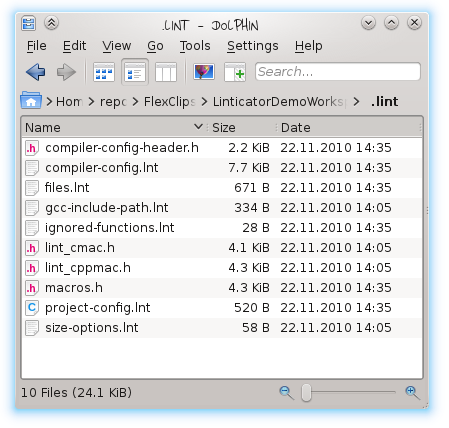 .LINT - DOLPHIN
File Edit View Go Tools Settings Help
Search...
Hom repo FlexClips LinticatorDemoWorksp .lint
Name Size Date
compiler-config-header.h 2.2 KiB 22.11.2010 14:35
compiler-config.lnt 7.7 KiB 22.11.2010 14:35
files.lnt 671 B 22.11.2010 14:35
gcc-include-path.lnt 334 B 22.11.2010 14:05
ignored-functions.lnt 28 B 22.11.2010 14:35
lint_cmac.h 4.1 KiB 22.11.2010 14:05
lint_cppmac.h 4.3 KiB 22.11.2010 14:05
macros.h 4.3 KiB 22.11.2010 14:35
project-config.lnt 520 B 22.11.2010 14:35
size-options.lnt 58 B 22.11.2010 14:05
10 Files (24.1 KiB)